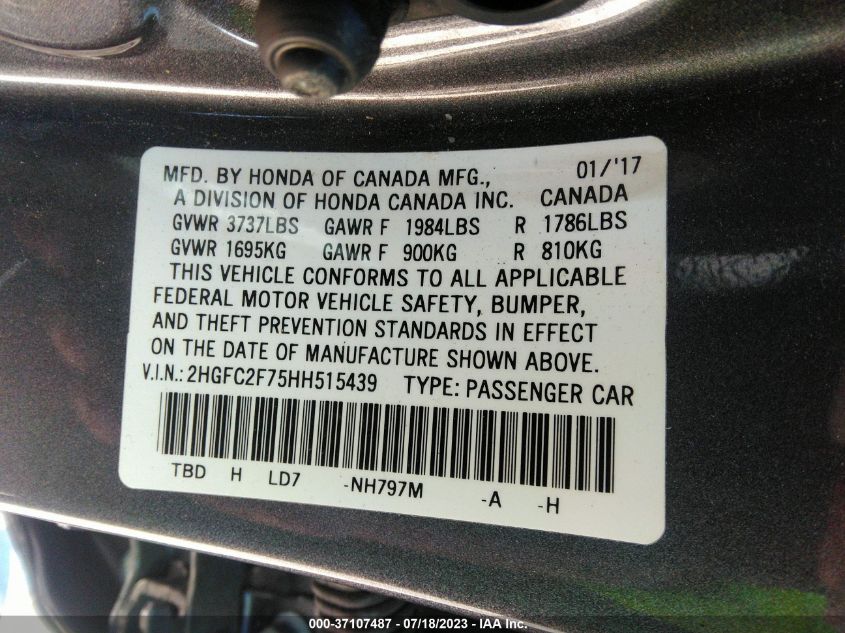 MFD. BY HONDA OF CANADA MFG., 01/'17
A DIVISION OF HONDA CANADA INC. CANADA
GVWR 3737LBS GAWR F 1984LBS R 1786LBS
GVWR 1695KG GAWR F 900KG R 810KG
THIS VEHICLE CONFORMS TO ALL APPLICABLE
FEDERAL MOTOR VEHICLE SAFETY, BUMPER,
AND THEFT PREVENTION STANDARDS IN EFFECT
ON THE DATE OF MANUFACTURE SHOWN ABOVE.
V.I.N.: 2HGFC2F75HH515439 TYPE: PASSENGER CAR
TBD H LD7 -NH797M -A -H
000-37107487 - 07/18/2023 - IAA Inc.